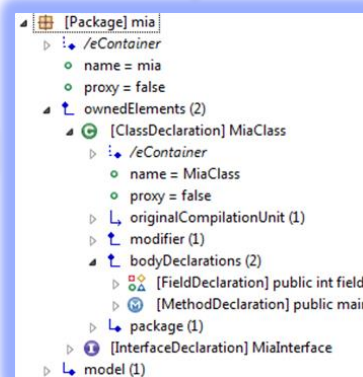 [Package] mia
/eContainer
name = mia
proxy = false
ownedElements (2)
[ClassDeclaration] MiaClass
/eContainer
name = MiaClass
proxy = false
originalCompilationUnit (1)
modifier (1)
bodyDeclarations (2)
[FieldDeclaration] public int field
[MethodDeclaration] public main
package (1)
[InterfaceDeclaration] MiaInterface
model (1)